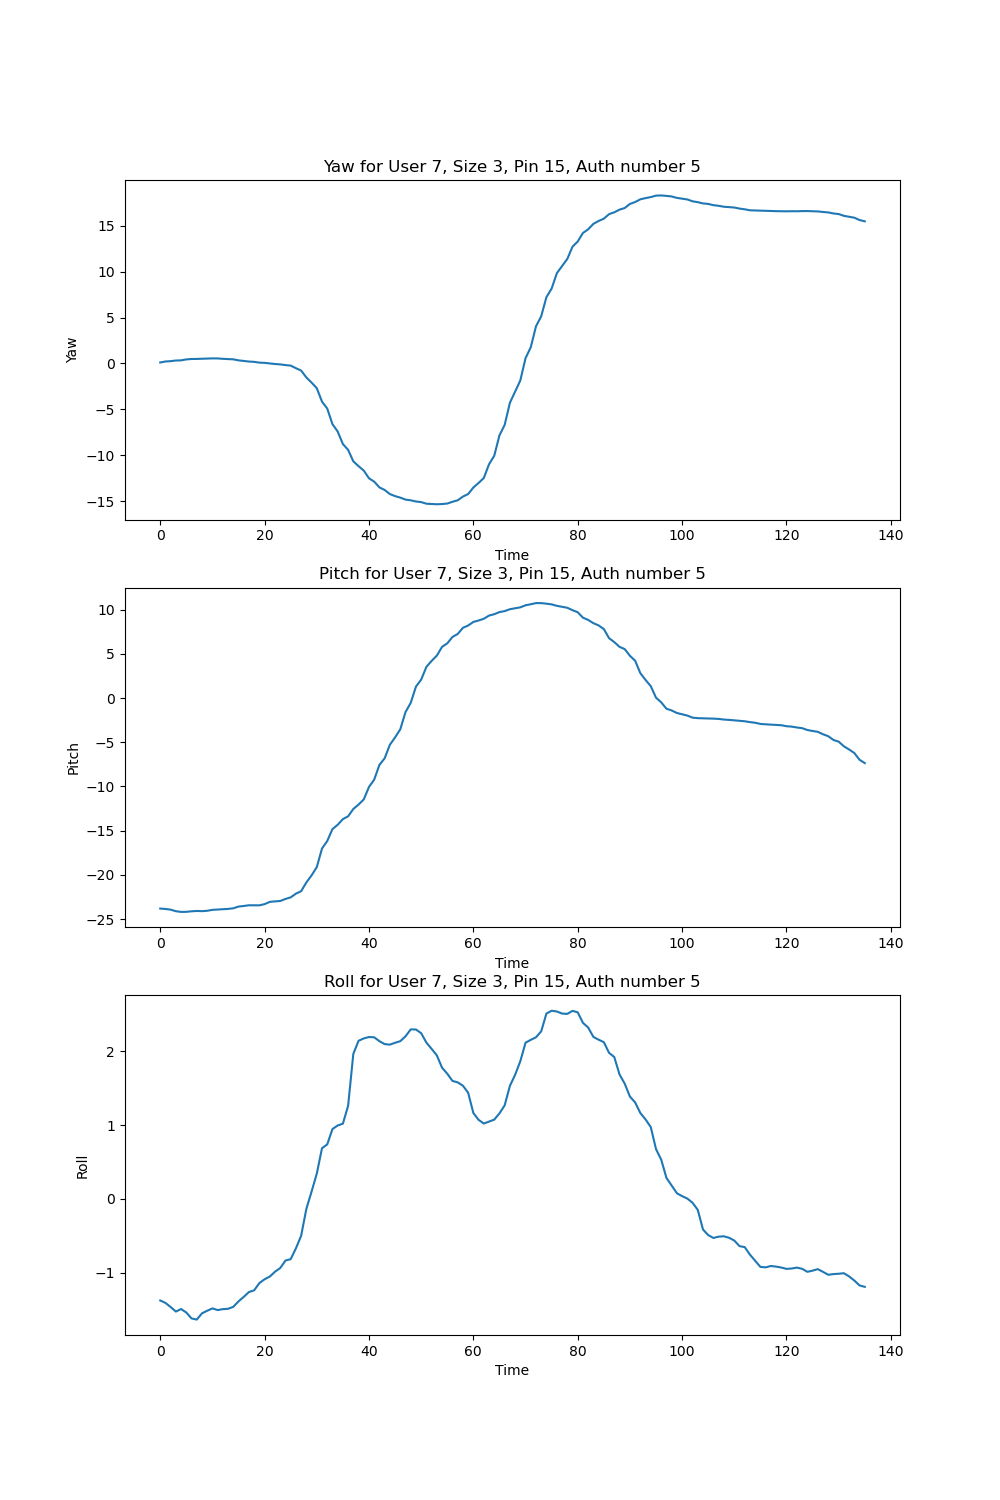 Yaw for User 7, Size 3, Pin 15, Auth number 5
15
10
5
0
−5
−10
−15
Yaw
0 20 40 60 80 100 120 140
Time
Pitch for User 7, Size 3, Pin 15, Auth number 5
10
5
0
−5
−10
−15
−20
−25
Pitch
0 20 40 60 80 100 120 140
Time
Roll for User 7, Size 3, Pin 15, Auth number 5
2
1
0
−1
Roll
0 20 40 60 80 100 120 140
Time